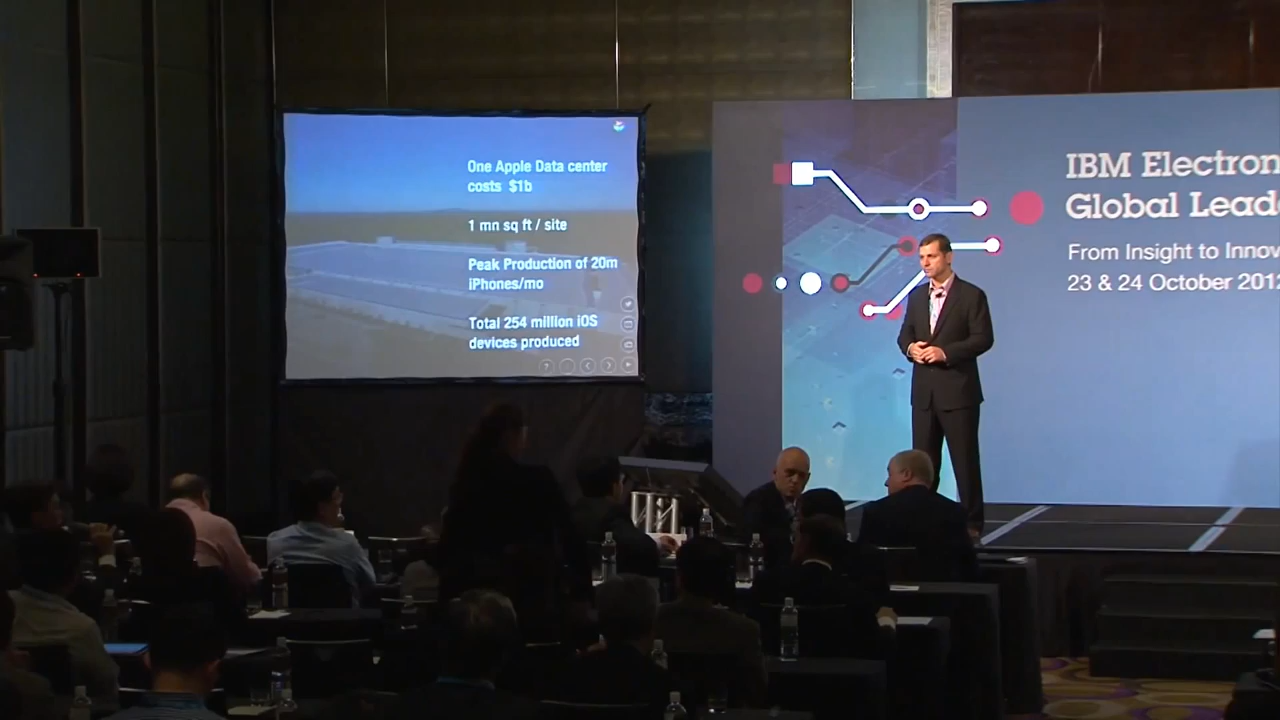 One Apple Data center
costs $1b
1 mn sq ft / site
Peak Production of 20m
iPhones/mo
Total 254 million iOS
devices produced
IBM Electron
Global Lead
From Insight to Innov
23 & 24 October 2012